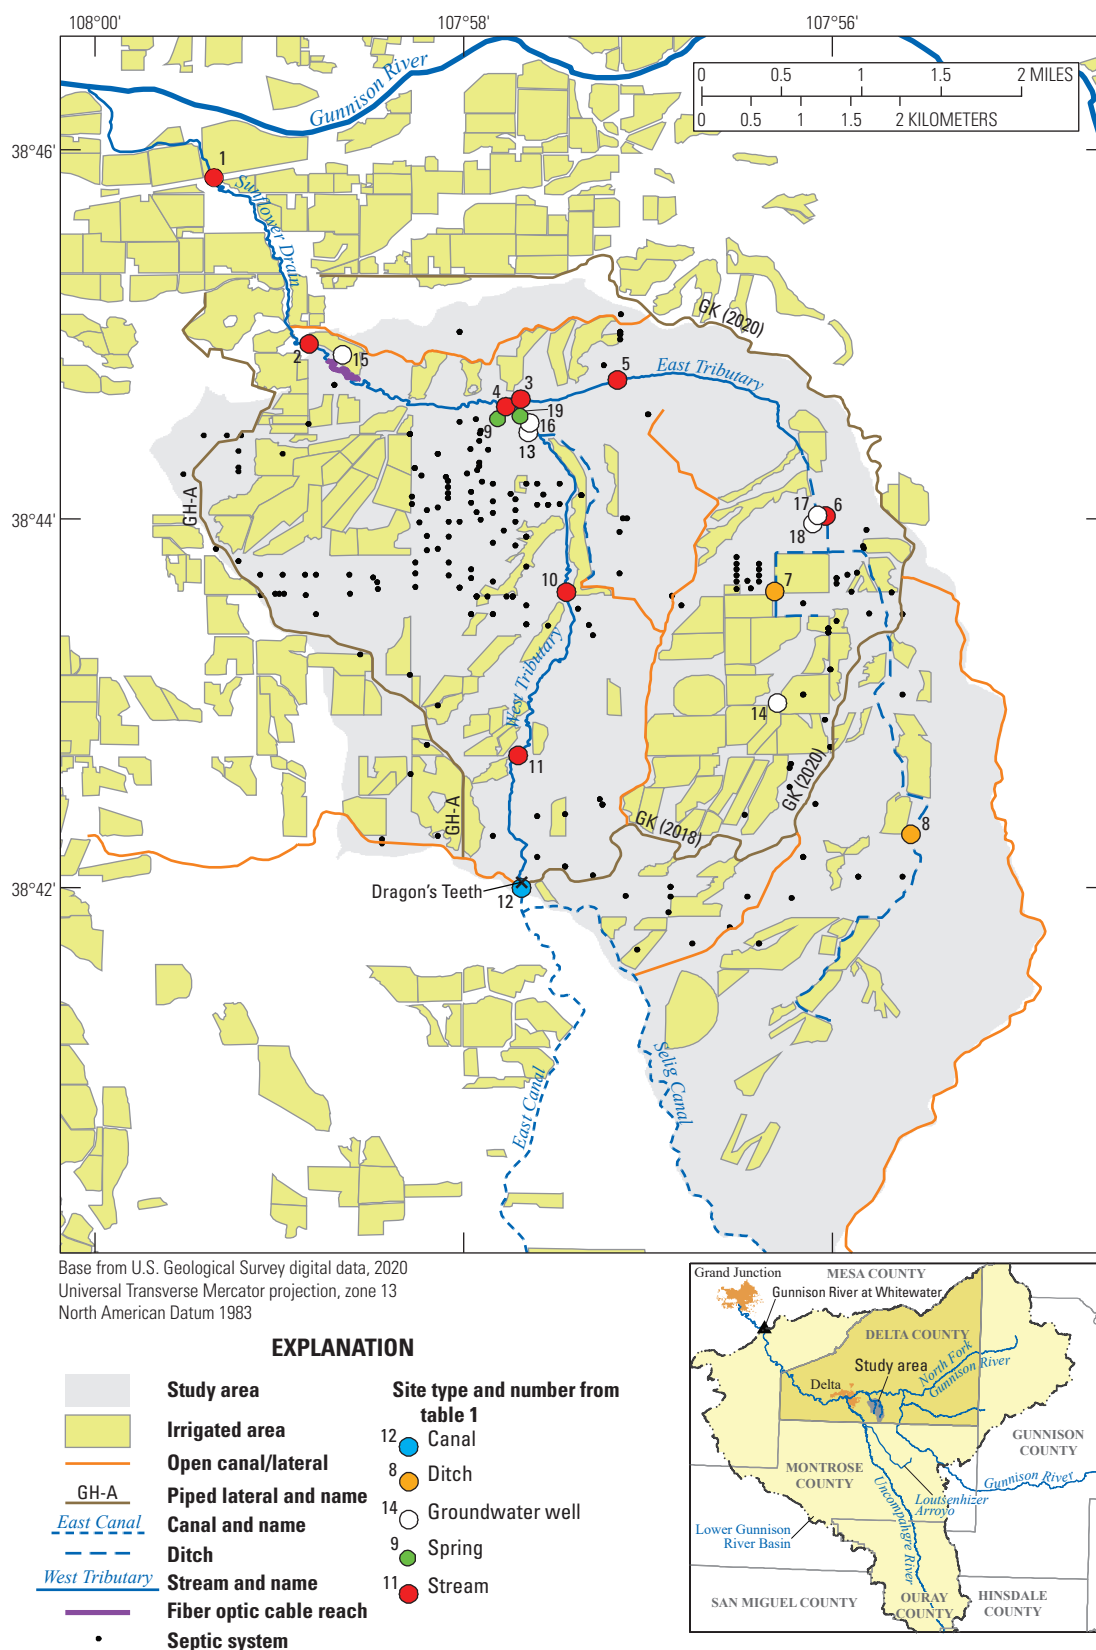 108°00'
107°58'
107°56'
0 0.5 1 1.5 2 MILES
0 0.5 1 1.5 2 KILOMETERS
Gunnison River
38°46'
1
Sunflower Drain
GK (2020)
2
15
5
East Tributary
3
4
19
9
16
13
GH-A
38°44'
17
6
18
10
7
West Tributary
14
11
GK (2020)
GH-A
GK (2018)
8
38°42'
Dragon's Teeth
12
East Canal
Selig Canal
Base from U.S. Geological Survey digital data, 2020
Universal Transverse Mercator projection, zone 13
North American Datum 1983
EXPLANATION
Study area
Irrigated area
Open canal/lateral
GH-A
Piped lateral and name
East Canal
Canal and name
Ditch
West Tributary
Stream and name
Fiber optic cable reach
Septic system
Site type and number from
table 1
12 Canal
8 Ditch
14 Groundwater well
9 Spring
11 Stream
Grand Junction
MESA COUNTY
Gunnison River at Whitewater
DELTA COUNTY
North Fork
Gunnison River
Study area
Delta
GUNNISON
COUNTY
MONTROSE
COUNTY
Gunnison River
Uncompahgre River
Loutsenhizer
Arroyo
Lower Gunnison
River Basin
SAN MIGUEL COUNTY
OURAY
COUNTY
HINSDALE
COUNTY